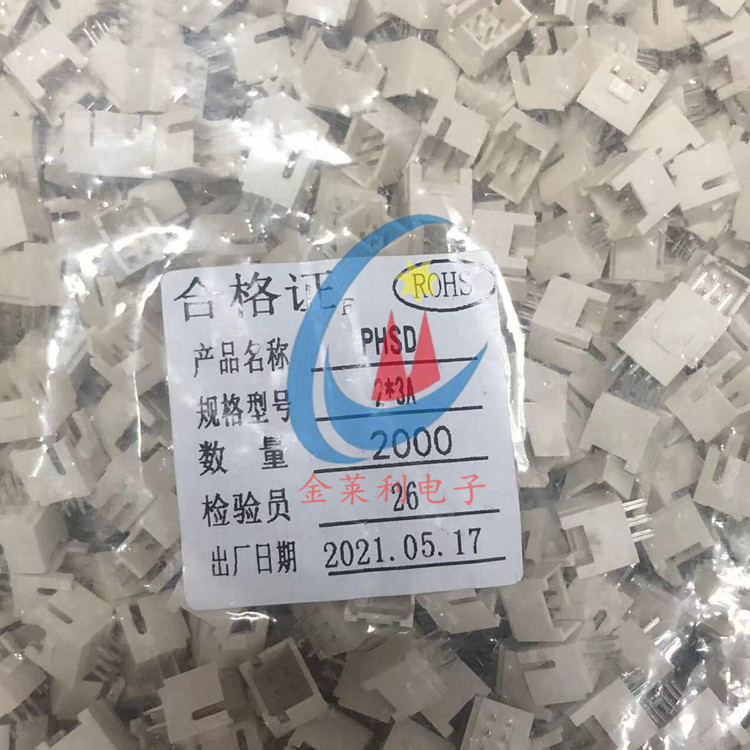 合格证F ROHS
产品名称 PHSD
规格型号 2*3A
数量 2000
金莱利电子
检验员 26
出厂日期 2021.05.17